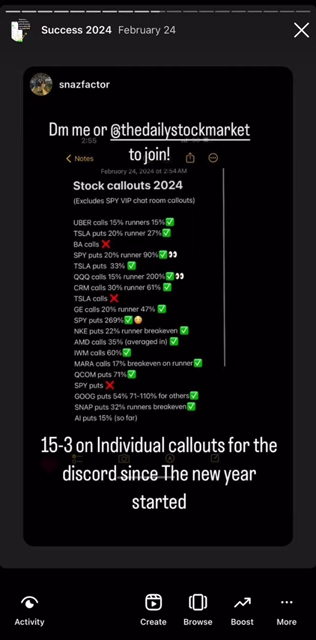 Success 2024 February 24
snazfactor
Dm me or @thedailystockmarket
to join!
2:55
Notes
February 24, 2024 at 2:54 AM
Stock callouts 2024
(Excludes SPY VIP chat room callouts)
UBER calls 15% runners 15%✅
TSLA puts 20% runner 27%✅
BA calls ❌
SPY puts 20% runner 90%✅👀
TSLA puts 33% ✅
QQQ calls 15% runner 200%✅👀
CRM calls 30% runner 61%✅
TSLA calls ❌
GE calls 20% runner 47% ✅
SPY puts 269%✅😳
NKE puts 22% runner breakeven ✅
AMD calls 35% (averaged in)✅
IWM calls 60%✅
MARA calls 17% breakeven on runner✅
QCOM puts 71%✅
SPY puts ❌
GOOG puts 54% 71-110% for others✅
SNAP puts 32% runners breakeven✅
AI puts 15% (so far)
15-3 on Individual callouts for the
discord since The new year
started
Activity
Create
Browse
Boost
More